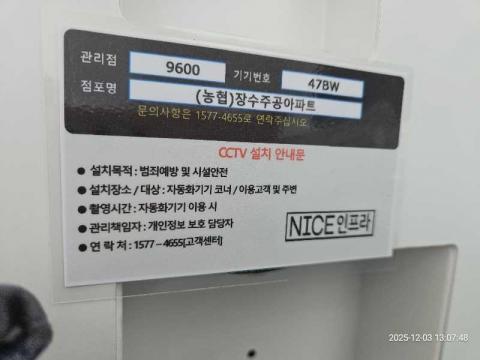 관리점 9600 기기번호 47BW
점포명 (농협)장수주공아파트
문의사항은 1577-4655로 연락주십시오
CCTV 설치 안내문
● 설치목적 : 범죄예방 및 시설안전
● 설치장소 / 대상 : 자동화기기 코너 / 이용고객 및 주변
● 촬영시간 : 자동화기기 이용 시
● 관리책임자 : 개인정보 보호 담당자
● 연 락 처 : 1577-4655[고객센터]
NICE인프라
2025-12-03 13:07:48